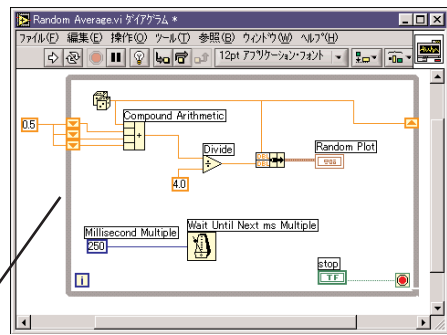 Random Average.vi ダイアグラム *
ファイル(F) 編集(E) 操作(O) ツール(T) 参照(B) ウィンドウ(W) ヘルプ(H)
12pt アプリケーション・フォント
Compound Arithmetic
0.5
+
Divide
÷
Random Plot
DBL
DBL
4.0
Millisecond Multiple
Wait Until Next ms Multiple
250
stop
TF
i